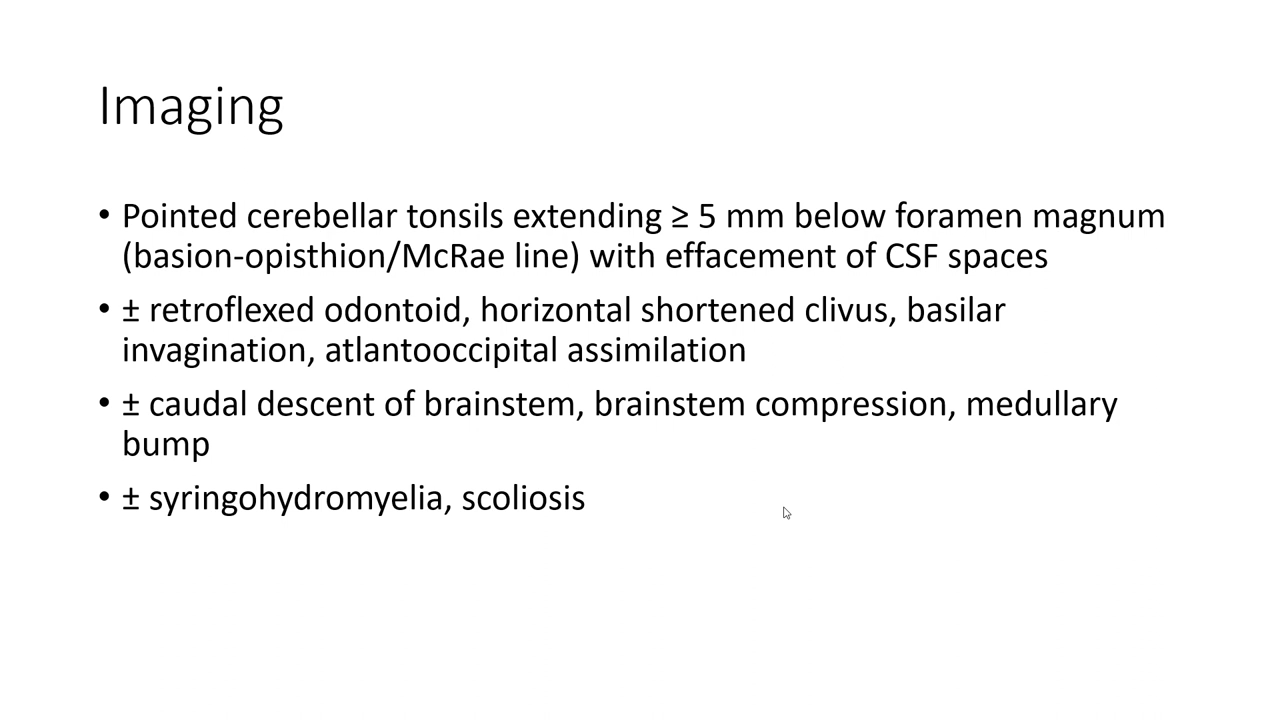 Imaging
• Pointed cerebellar tonsils extending ≥ 5 mm below foramen magnum
(basion-opisthion/McRae line) with effacement of CSF spaces
• ± retroflexed odontoid, horizontal shortened clivus, basilar
invagination, atlantooccipital assimilation
• ± caudal descent of brainstem, brainstem compression, medullary
bump
• ± syringohydromyelia, scoliosis